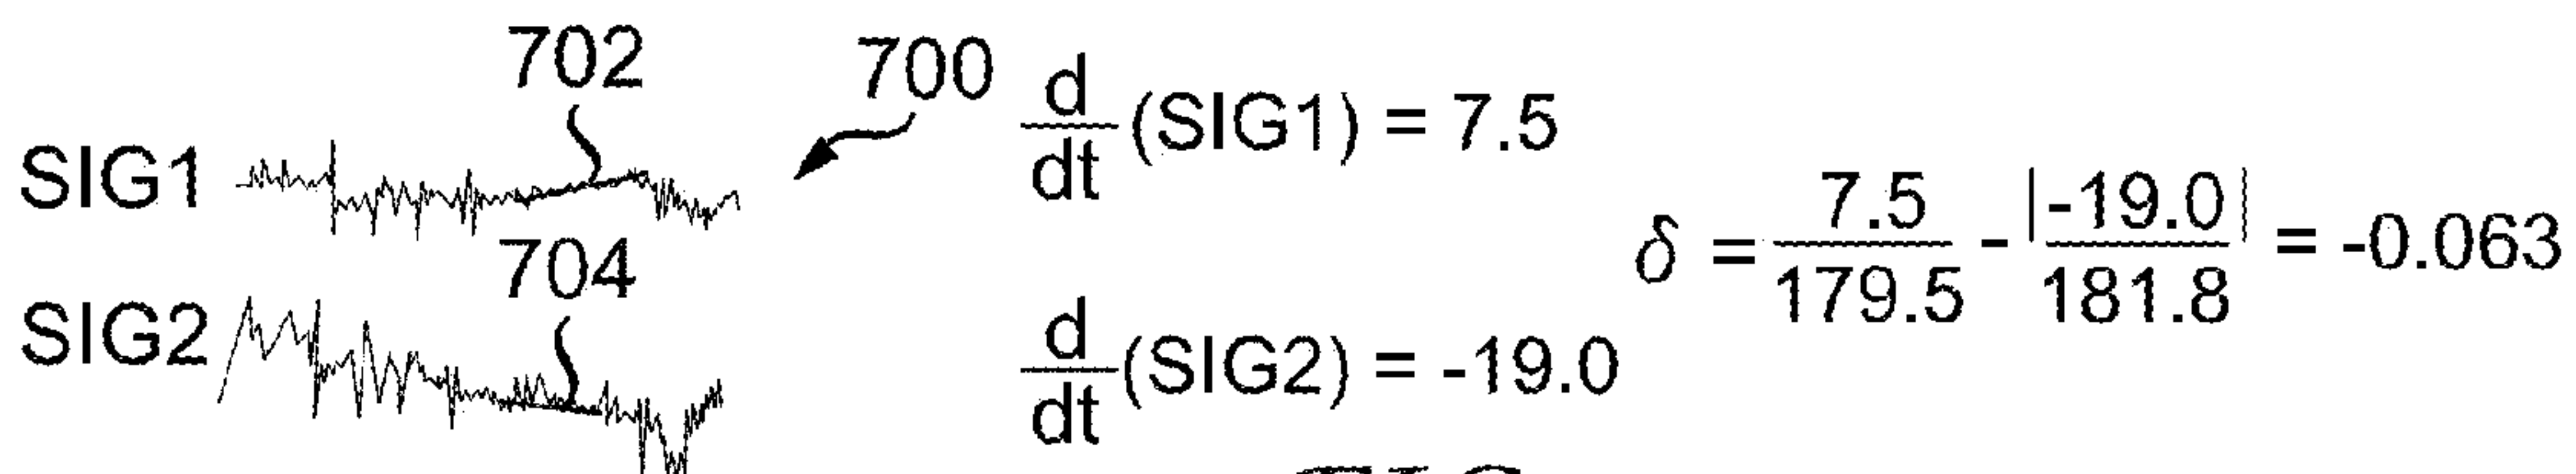 702
700
SIG1
d/dt (SIG1) = 7.5
δ = 7.5/179.5 - |-19.0|/181.8 = -0.063
704
SIG2
d/dt (SIG2) = -19.0